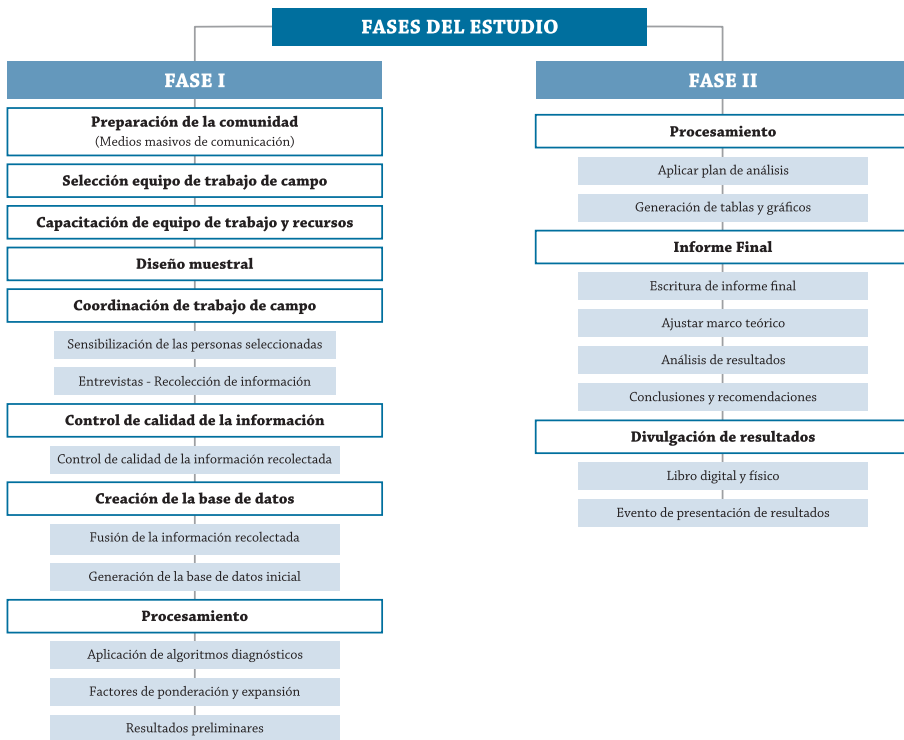 FASES DEL ESTUDIO
FASE I
Preparación de la comunidad
(Medios masivos de comunicación)
Selección equipo de trabajo de campo
Capacitación de equipo de trabajo y recursos
Diseño muestral
Coordinación de trabajo de campo
Sensibilización de las personas seleccionadas
Entrevistas - Recolección de información
Control de calidad de la información
Control de calidad de la información recolectada
Creación de la base de datos
Fusión de la información recolectada
Generación de la base de datos inicial
Procesamiento
Aplicación de algoritmos diagnósticos
Factores de ponderación y expansión
Resultados preliminares
FASE II
Procesamiento
Aplicar plan de análisis
Generación de tablas y gráficos
Informe Final
Escritura de informe final
Ajustar marco teórico
Análisis de resultados
Conclusiones y recomendaciones
Divulgación de resultados
Libro digital y físico
Evento de presentación de resultados